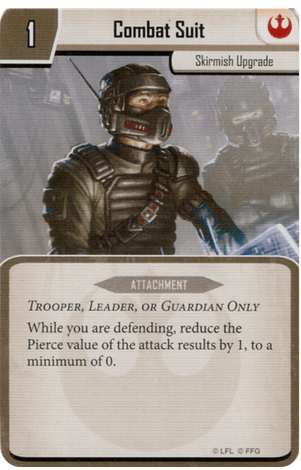 1
Combat Suit
Skirmish Upgrade
ATTACHMENT
TROOPER, LEADER, OR GUARDIAN ONLY
While you are defending, reduce the
Pierce value of the attack results by 1, to a
minimum of 0.
© LFL © FFG